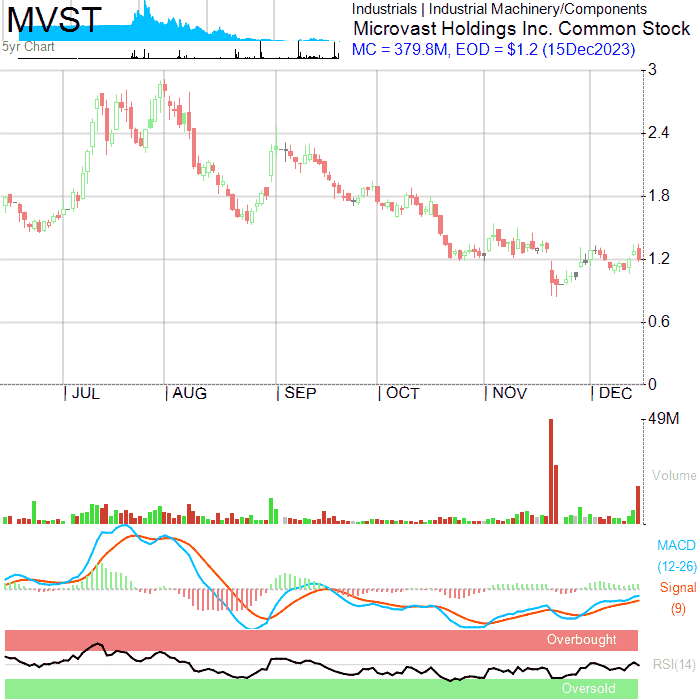 MVST
5yr Chart
Industrials | Industrial Machinery/Components
Microvast Holdings Inc. Common Stock
MC = 379.8M, EOD = $1.2 (15Dec2023)
3
2.4
1.8
1.2
0.6
0
| JUL | AUG | SEP | OCT | NOV | DEC
49M
Volume
MACD
(12-26)
Signal
(9)
Overbought
RSI(14)
Oversold